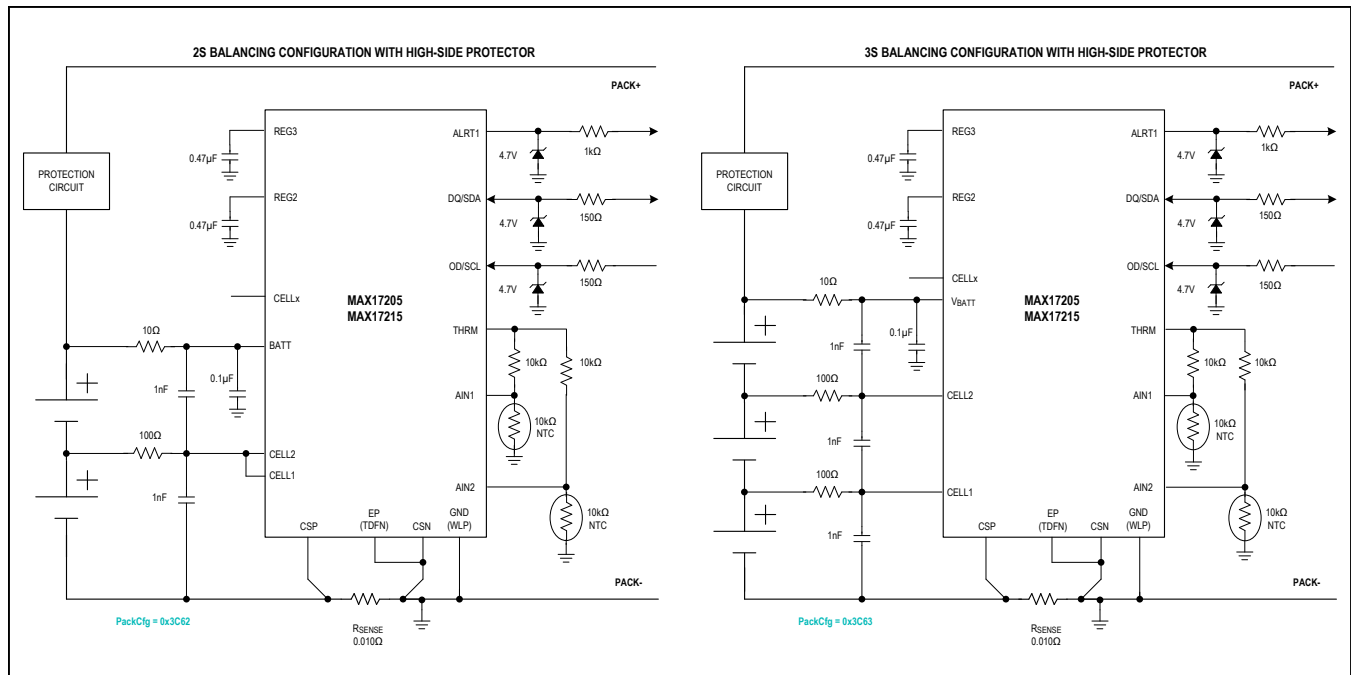 2S BALANCING CONFIGURATION WITH HIGH-SIDE PROTECTOR
PACK+
REG3
ALRT1
0.47µF
4.7V
1kΩ
PROTECTION
CIRCUIT
REG2
DQ/SDA
0.47µF
4.7V
150Ω
OD/SCL
CELLx
MAX17205
MAX17215
4.7V
150Ω
10Ω
THRM
BATT
10kΩ
10kΩ
1nF
0.1µF
AIN1
10kΩ
NTC
100Ω
CELL2
CELL1
AIN2
1nF
10kΩ
NTC
CSP
EP
(TDFN)
CSN
GND
(WLP)
PACK-
PackCfg = 0x3C62
RSENSE
0.010Ω
3S BALANCING CONFIGURATION WITH HIGH-SIDE PROTECTOR
PACK+
REG3
ALRT1
0.47µF
4.7V
1kΩ
PROTECTION
CIRCUIT
REG2
DQ/SDA
0.47µF
4.7V
150Ω
OD/SCL
CELLx
10Ω
VBATT
MAX17205
MAX17215
4.7V
150Ω
THRM
1nF
0.1µF
10kΩ
10kΩ
100Ω
CELL2
AIN1
10kΩ
NTC
1nF
100Ω
CELL1
AIN2
1nF
10kΩ
NTC
CSP
EP
(TDFN)
CSN
GND
(WLP)
PACK-
PackCfg = 0x3C63
RSENSE
0.010Ω